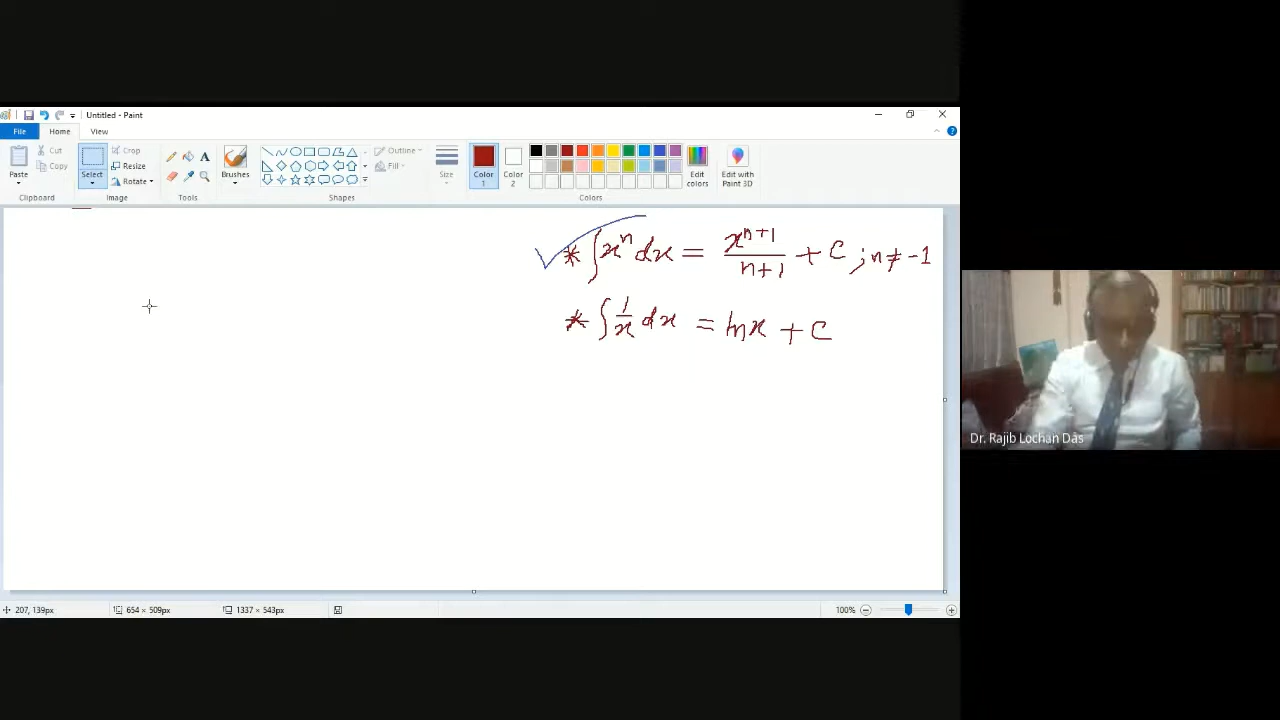 Untitled - Paint
File Home View
Paste
Cut
Copy
Clipboard
Select
Crop
Resize
Rotate
Image
Tools
Brushes
Shapes
Outline
Fill
Size
Color 1
Color 2
Edit colors
Colors
Edit with Paint 3D
* ∫ xⁿ dx = xⁿ⁺¹/(n+1) + C ; n ≠ -1
* ∫ 1/x dx = ln x + C
Dr. Rajib Lochan Das
207, 139px 654 × 509px 1337 × 543px 100%